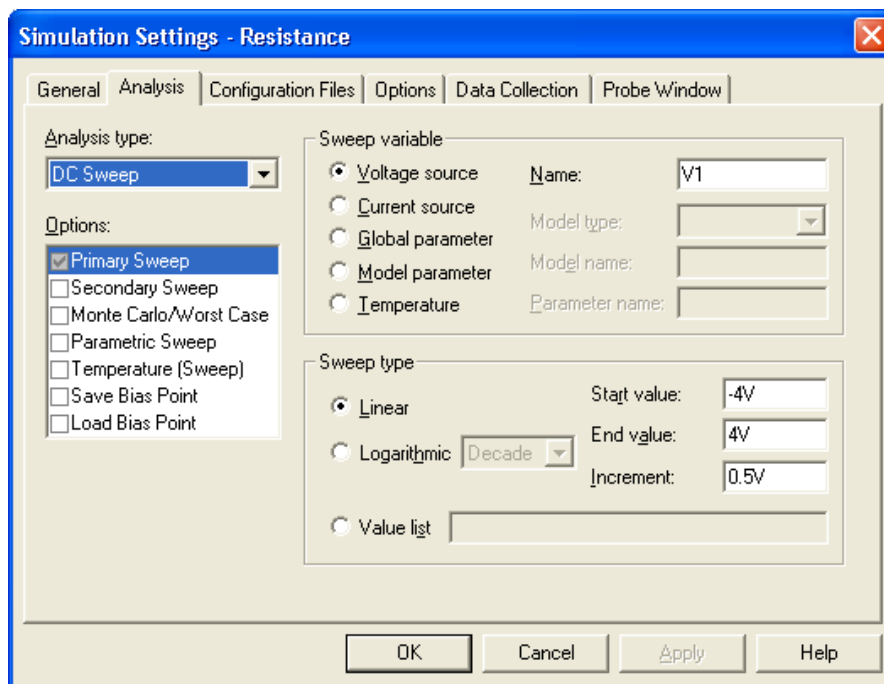 Simulation Settings - Resistance
General Analysis Configuration Files Options Data Collection Probe Window
Analysis type:
DC Sweep
Options:
Primary Sweep
Secondary Sweep
Monte Carlo/Worst Case
Parametric Sweep
Temperature (Sweep)
Save Bias Point
Load Bias Point
Sweep variable
Voltage source
Current source
Global parameter
Model parameter
Temperature
Name: V1
Model type:
Model name:
Parameter name:
Sweep type
Linear
Logarithmic Decade
Start value: -4V
End value: 4V
Increment: 0.5V
Value list
OK Cancel Apply Help